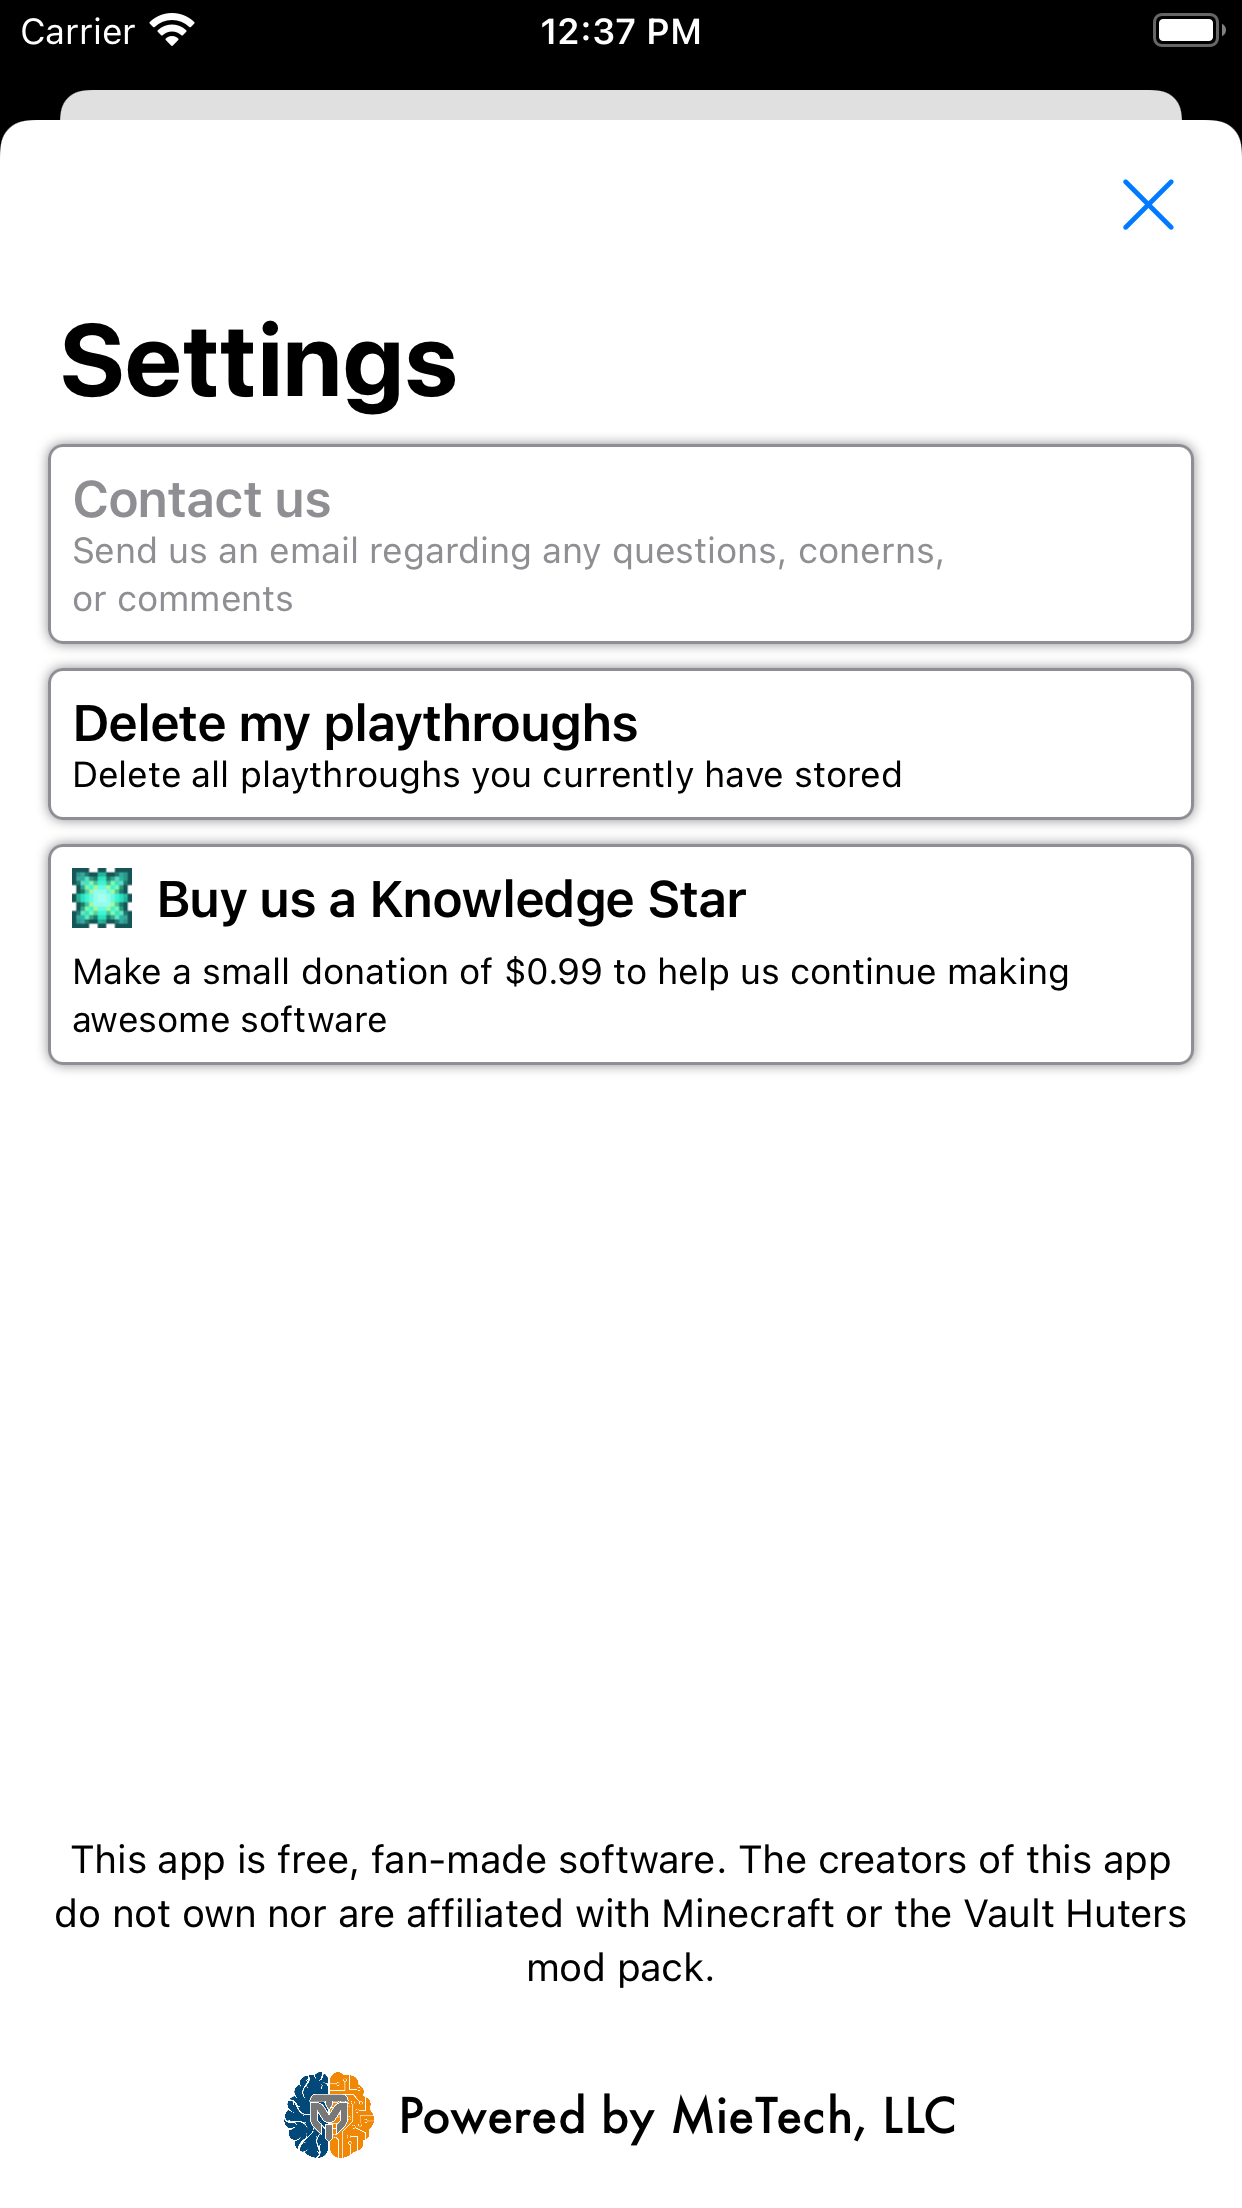 Carrier
12:37 PM
Settings
Contact us
Send us an email regarding any questions, conerns,
or comments
Delete my playthroughs
Delete all playthroughs you currently have stored
Buy us a Knowledge Star
Make a small donation of $0.99 to help us continue making
awesome software
This app is free, fan-made software. The creators of this app
do not own nor are affiliated with Minecraft or the Vault Huters
mod pack.
Powered by MieTech, LLC